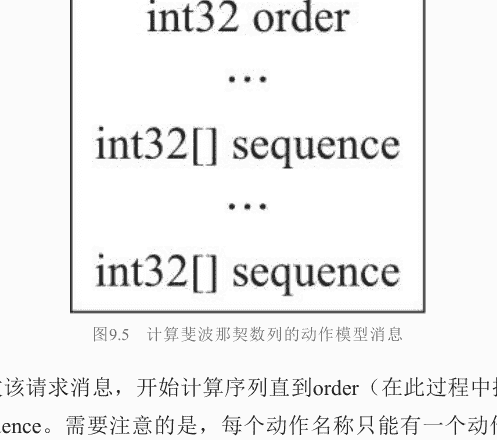 int32 order
…
int32[] sequence
…
int32[] sequence
图9.5 计算斐波那契数列的动作模型消息
该请求消息，开始计算序列直到order（在此过程中
uence。需要注意的是，每个动作名称只能有一个动